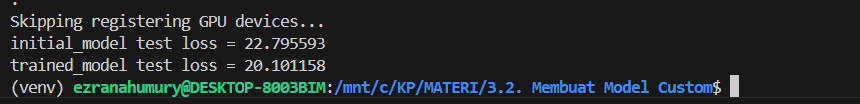 .
Skipping registering GPU devices...
initial_model test loss = 22.795593
trained_model test loss = 20.101158
(venv) ezranahumury@DESKTOP-8003BIM:/mnt/c/KP/MATERI/3.2. Membuat Model Custom$